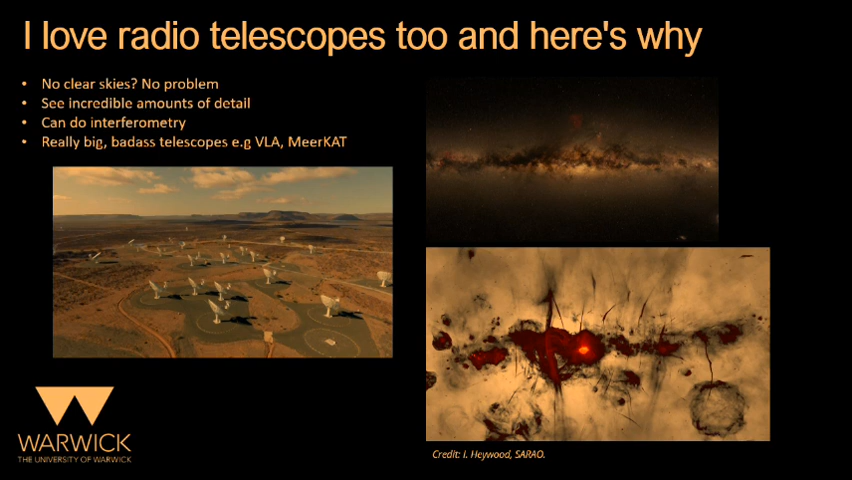 I love radio telescopes too and here's why
• No clear skies? No problem
• See incredible amounts of detail
• Can do interferometry
• Really big, badass telescopes e.g VLA, MeerKAT
WARWICK
THE UNIVERSITY OF WARWICK
Credit: I. Heywood, SARAO.